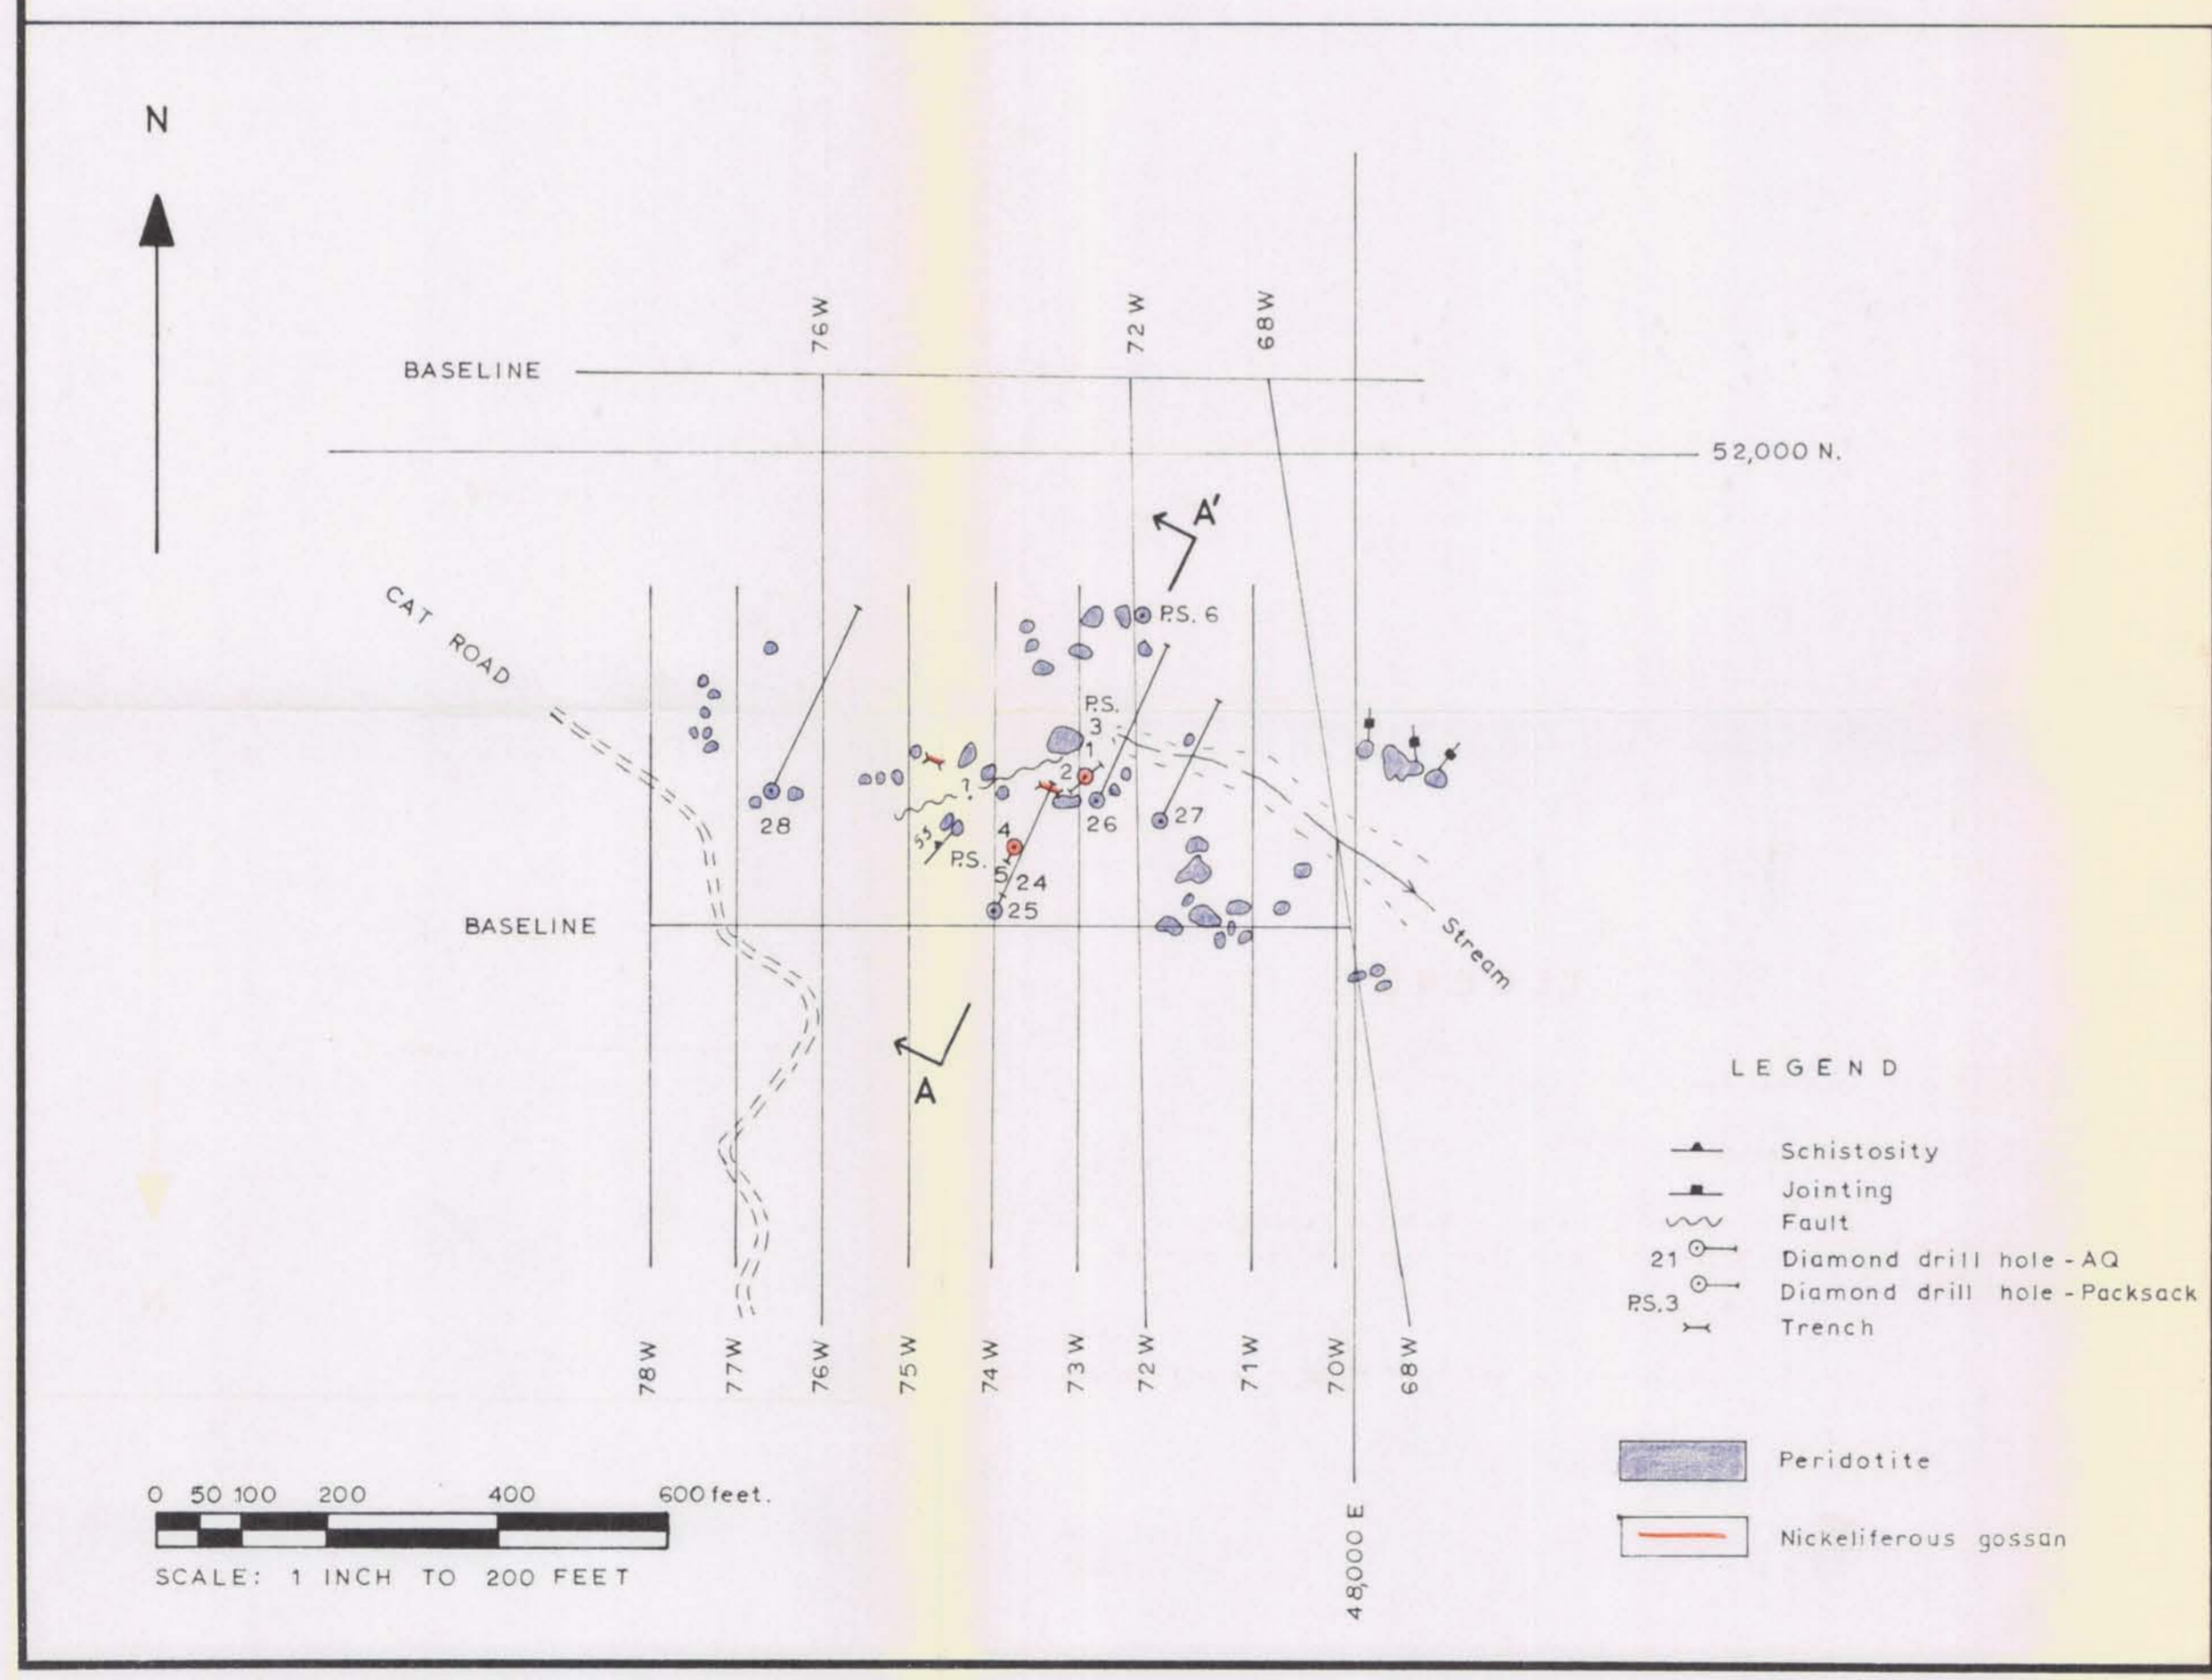 N
76W
72 W
68W
BASELINE
52,000 N.
A'
CAT ROAD
P.S. 6
P.S.
3
1
2
?
28
26
27
55
4
P.S.
5
24
25
BASELINE
Stream
A
LEGEND
Schistosity
Jointing
Fault
21 Diamond drill hole - AQ
P.S.3 Diamond drill hole - Packsack
Trench
78W
77W
76W
75W
74W
73W
72W
71W
70W
68W
Peridotite
0 50 100 200 400 600 feet.
48,000 E
Nickeliferous gossan
SCALE: 1 INCH TO 200 FEET